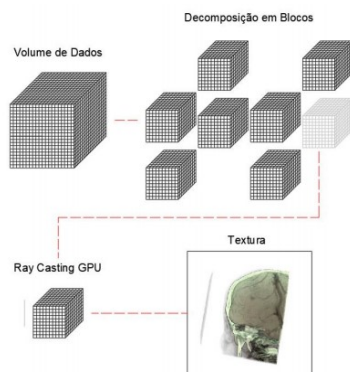 Decomposição em Blocos
Volume de Dados
Textura
Ray Casting GPU